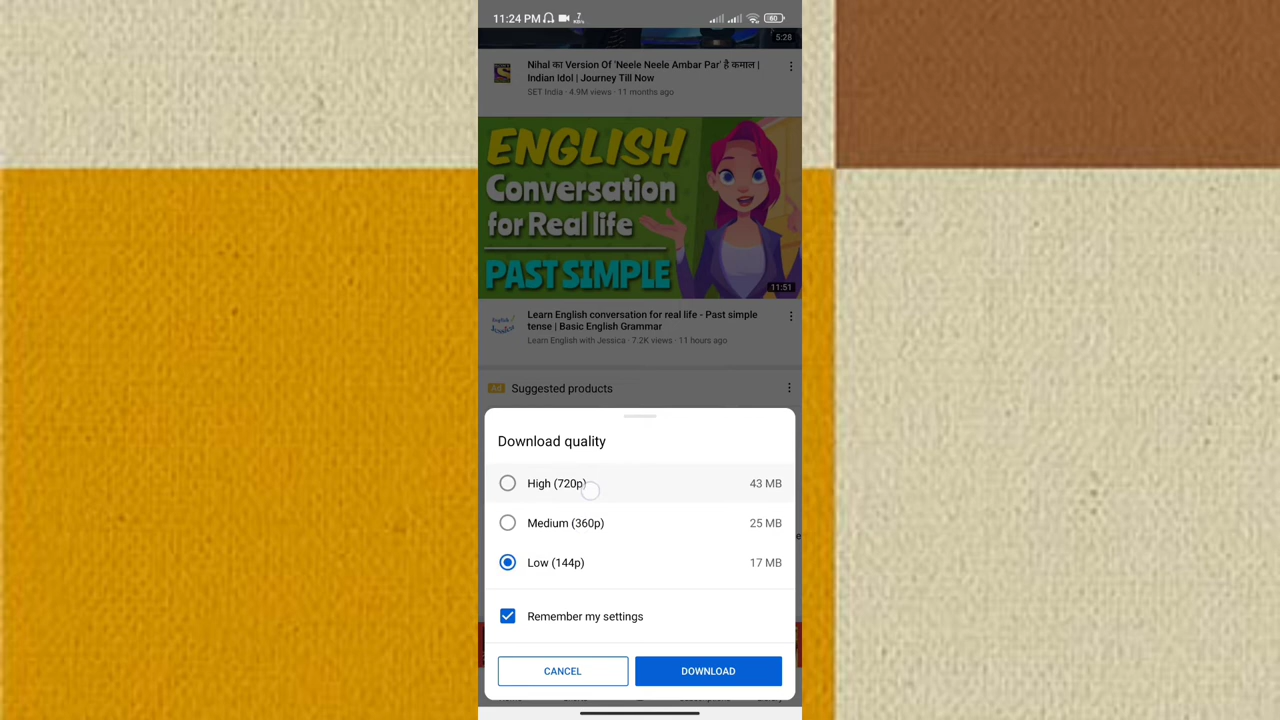 11:24 PM 7 KB/s 60
5:28
Nihal का Version Of 'Neele Neele Ambar Par' है कमाल |
Indian Idol | Journey Till Now
SET India · 4.9M views · 11 months ago
ENGLISH
Conversation
for Real life
PAST SIMPLE
11:51
Learn English conversation for real life - Past simple
tense | Basic English Grammar
Learn English with Jessica · 7.2K views · 11 hours ago
Ad Suggested products
Download quality
High (720p) 43 MB
Medium (360p) 25 MB
Low (144p) 17 MB
Remember my settings
CANCEL DOWNLOAD